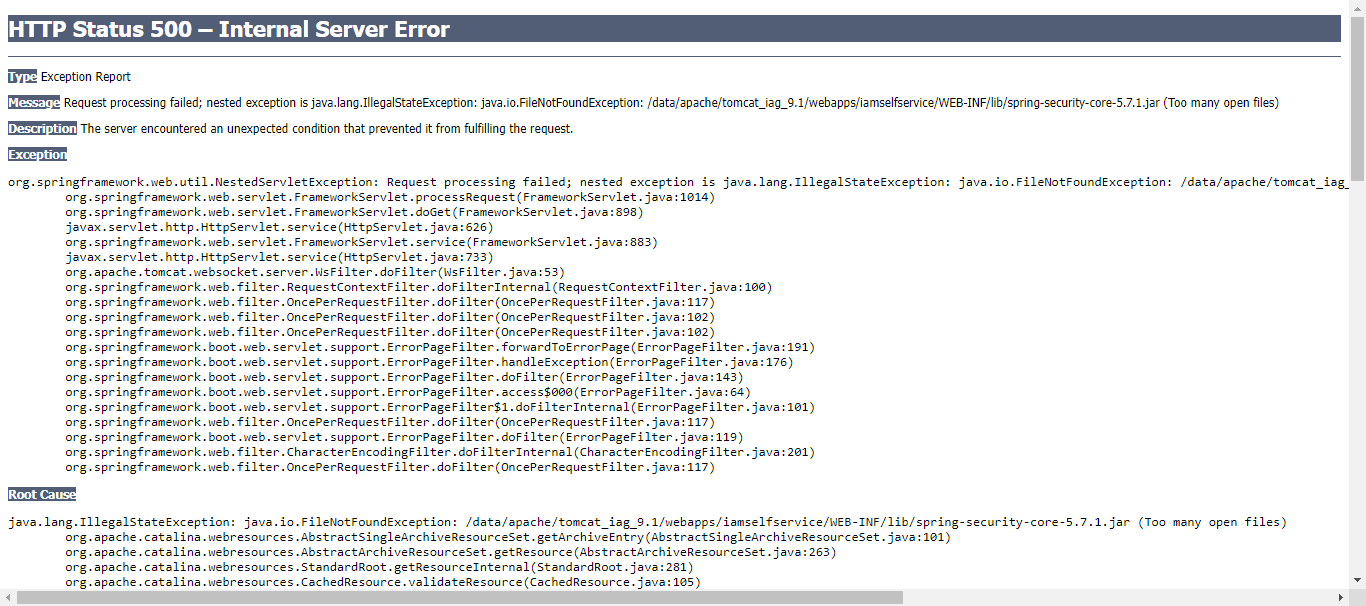 HTTP Status 500 – Internal Server Error
Type Exception Report
Message Request processing failed; nested exception is java.lang.IllegalStateException: java.io.FileNotFoundException: /data/apache/tomcat_iag_9.1/webapps/iamselfservice/WEB-INF/lib/spring-security-core-5.7.1.jar (Too many open files)
Description The server encountered an unexpected condition that prevented it from fulfilling the request.
Exception
org.springframework.web.util.NestedServletException: Request processing failed; nested exception is java.lang.IllegalStateException: java.io.FileNotFoundException: /data/apache/tomcat_iag_
org.springframework.web.servlet.FrameworkServlet.processRequest(FrameworkServlet.java:1014)
org.springframework.web.servlet.FrameworkServlet.doGet(FrameworkServlet.java:898)
javax.servlet.http.HttpServlet.service(HttpServlet.java:626)
org.springframework.web.servlet.FrameworkServlet.service(FrameworkServlet.java:883)
javax.servlet.http.HttpServlet.service(HttpServlet.java:733)
org.apache.tomcat.websocket.server.WsFilter.doFilter(WsFilter.java:53)
org.springframework.web.filter.RequestContextFilter.doFilterInternal(RequestContextFilter.java:100)
org.springframework.web.filter.OncePerRequestFilter.doFilter(OncePerRequestFilter.java:117)
org.springframework.web.filter.OncePerRequestFilter.doFilter(OncePerRequestFilter.java:102)
org.springframework.web.filter.OncePerRequestFilter.doFilter(OncePerRequestFilter.java:102)
org.springframework.boot.web.servlet.support.ErrorPageFilter.forwardToErrorPage(ErrorPageFilter.java:191)
org.springframework.boot.web.servlet.support.ErrorPageFilter.handleException(ErrorPageFilter.java:176)
org.springframework.boot.web.servlet.support.ErrorPageFilter.doFilter(ErrorPageFilter.java:143)
org.springframework.boot.web.servlet.support.ErrorPageFilter.access$000(ErrorPageFilter.java:64)
org.springframework.boot.web.servlet.support.ErrorPageFilter$1.doFilterInternal(ErrorPageFilter.java:101)
org.springframework.web.filter.OncePerRequestFilter.doFilter(OncePerRequestFilter.java:117)
org.springframework.boot.web.servlet.support.ErrorPageFilter.doFilter(ErrorPageFilter.java:119)
org.springframework.web.filter.CharacterEncodingFilter.doFilterInternal(CharacterEncodingFilter.java:201)
org.springframework.web.filter.OncePerRequestFilter.doFilter(OncePerRequestFilter.java:117)
Root Cause
java.lang.IllegalStateException: java.io.FileNotFoundException: /data/apache/tomcat_iag_9.1/webapps/iamselfservice/WEB-INF/lib/spring-security-core-5.7.1.jar (Too many open files)
org.apache.catalina.webresources.AbstractSingleArchiveResourceSet.getArchiveEntry(AbstractSingleArchiveResourceSet.java:101)
org.apache.catalina.webresources.AbstractArchiveResourceSet.getResource(AbstractArchiveResourceSet.java:263)
org.apache.catalina.webresources.StandardRoot.getResourceInternal(StandardRoot.java:281)
org.apache.catalina.webresources.CachedResource.validateResource(CachedResource.java:105)